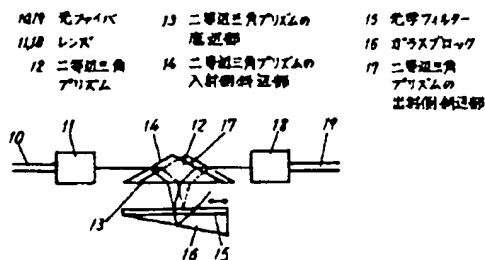 10,19 光ファイバ
11,18 レンズ
12 二等辺三角
プリズム
13 二等辺三角プリズムの
底辺部
14 二等辺三角プリズムの
入射側斜辺部
15 光学フィルター
16 ガラスブロック
17 二等辺三角
プリズムの
出射側斜辺部
10
11
14
12
17
18
19
13
16
15